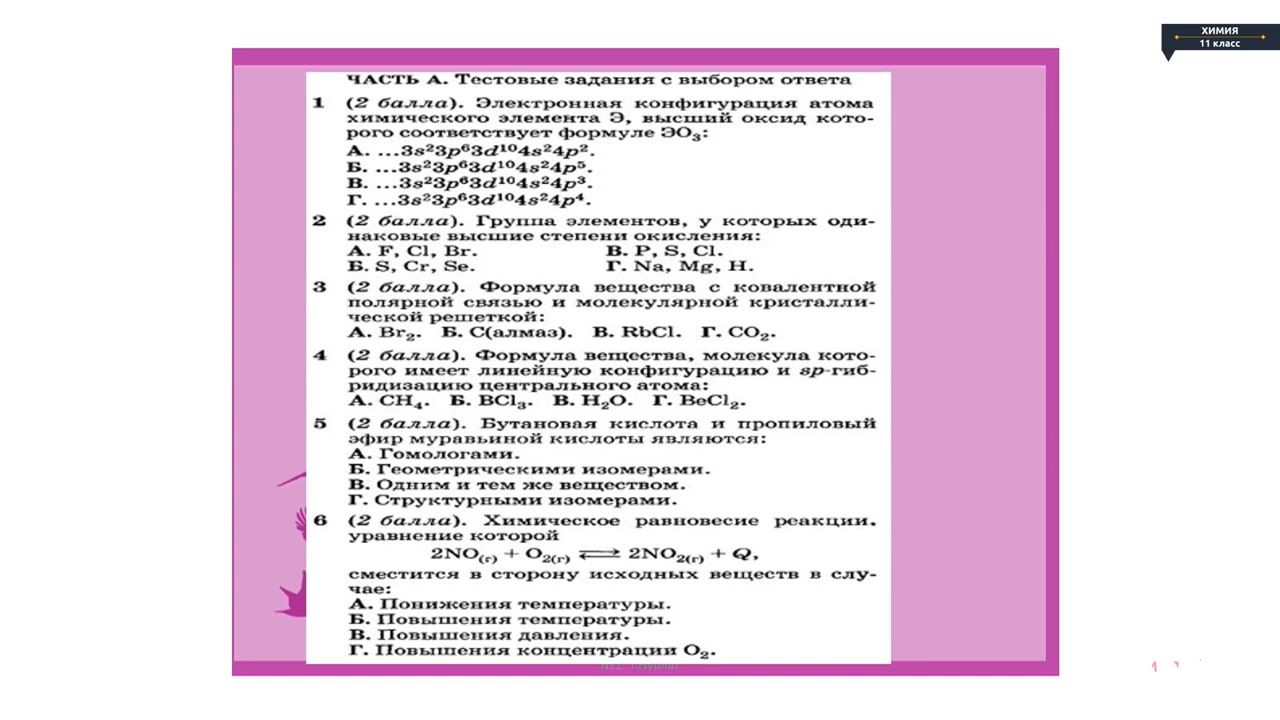 ХИМИЯ
11 класс
ЧАСТЬ А. Тестовые задания с выбором ответа
1 (2 балла). Электронная конфигурация атома
химического элемента Э, высший оксид кото-
рого соответствует формуле ЭО₃:
А. ...3s²3p⁶3d¹⁰4s²4p².
Б. ...3s²3p⁶3d¹⁰4s²4p⁵.
В. ...3s²3p⁶3d¹⁰4s²4p³.
Г. ...3s²3p⁶3d¹⁰4s²4p⁴.
2 (2 балла). Группа элементов, у которых оди-
наковые высшие степени окисления:
А. F, Cl, Br. В. P, S, Cl.
Б. S, Cr, Se. Г. Na, Mg, H.
3 (2 балла). Формула вещества с ковалентной
полярной связью и молекулярной кристалли-
ческой решеткой:
А. Br₂. Б. С(алмаз). В. RbCl. Г. CO₂.
4 (2 балла). Формула вещества, молекула кото-
рого имеет линейную конфигурацию и sp-гиб-
ридизацию центрального атома:
А. CH₄. Б. BCl₃. В. H₂O. Г. BeCl₂.
5 (2 балла). Бутановая кислота и пропиловый
эфир муравьиной кислоты являются:
А. Гомологами.
Б. Геометрическими изомерами.
В. Одним и тем же веществом.
Г. Структурными изомерами.
6 (2 балла). Химическое равновесие реакции,
уравнение которой
2NO(г) + O₂(г) ⇄ 2NO₂(г) + Q,
сместится в сторону исходных веществ в слу-
чае:
А. Понижения температуры.
Б. Повышения температуры.
В. Повышения давления.
Г. Повышения концентрации O₂.